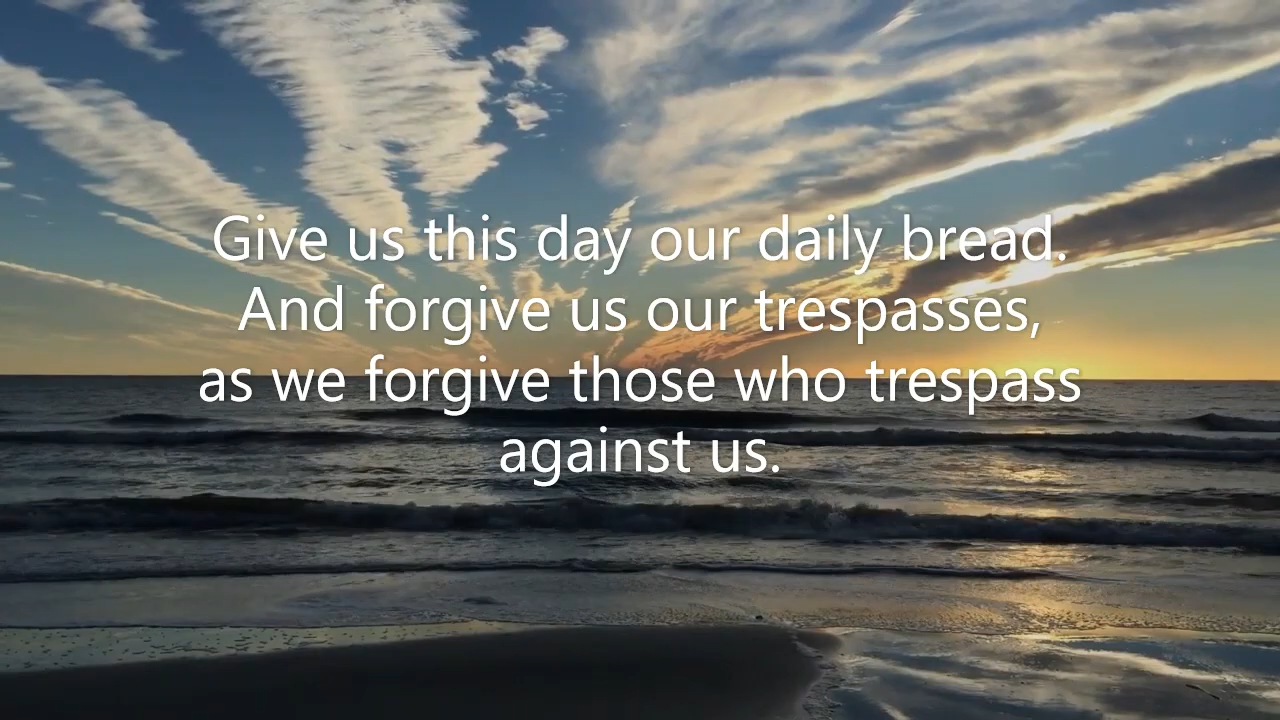 Give us this day our daily bread.
And forgive us our trespasses,
as we forgive those who trespass
against us.